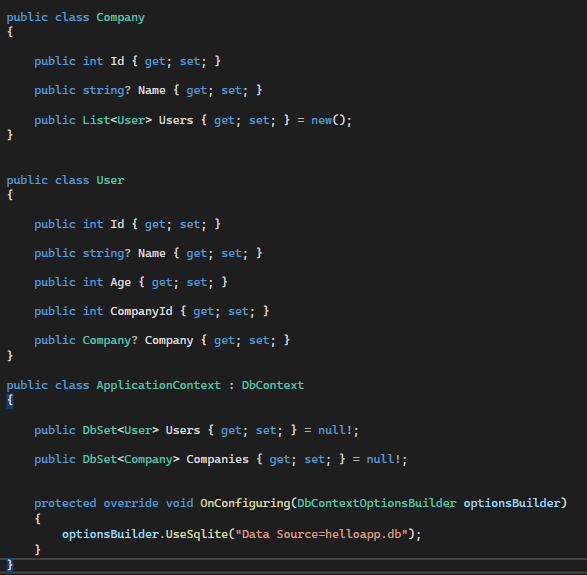 public class Company
{
public int Id { get; set; }
public string? Name { get; set; }
public List<User> Users { get; set; } = new();
}
public class User
{
public int Id { get; set; }
public string? Name { get; set; }
public int Age { get; set; }
public int CompanyId { get; set; }
public Company? Company { get; set; }
}
public class ApplicationContext : DbContext
{
public DbSet<User> Users { get; set; } = null!;
public DbSet<Company> Companies { get; set; } = null!;
protected override void OnConfiguring(DbContextOptionsBuilder optionsBuilder)
{
optionsBuilder.UseSqlite("Data Source=helloapp.db");
}
}